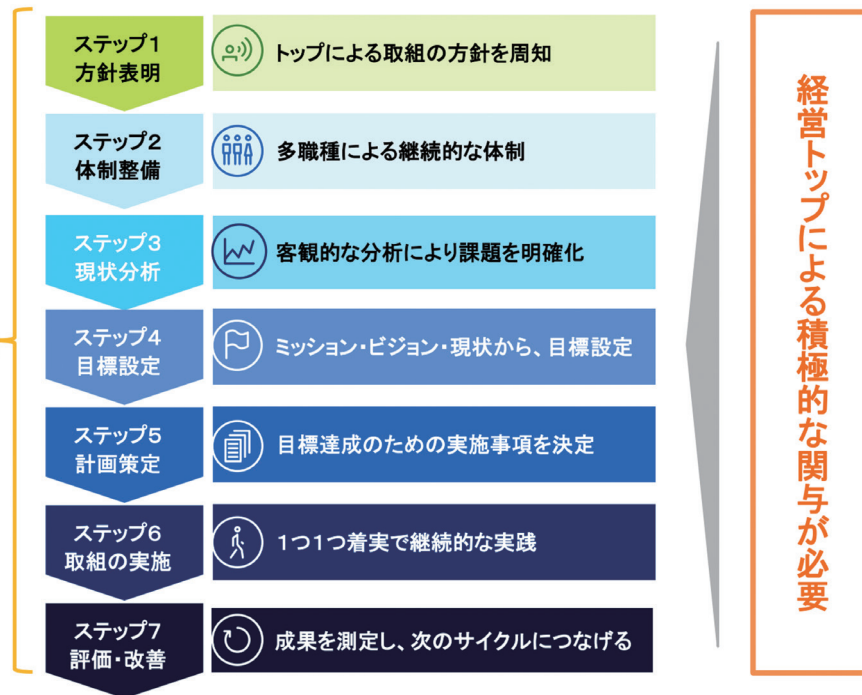 ステップ1
方針表明
トップによる取組の方針を周知
ステップ2
体制整備
多職種による継続的な体制
ステップ3
現状分析
客観的な分析により課題を明確化
ステップ4
目標設定
ミッション・ビジョン・現状から、目標設定
ステップ5
計画策定
目標達成のための実施事項を決定
ステップ6
取組の実施
1つ1つ着実で継続的な実践
ステップ7
評価・改善
成果を測定し、次のサイクルにつなげる
経営トップによる積極的な関与が必要